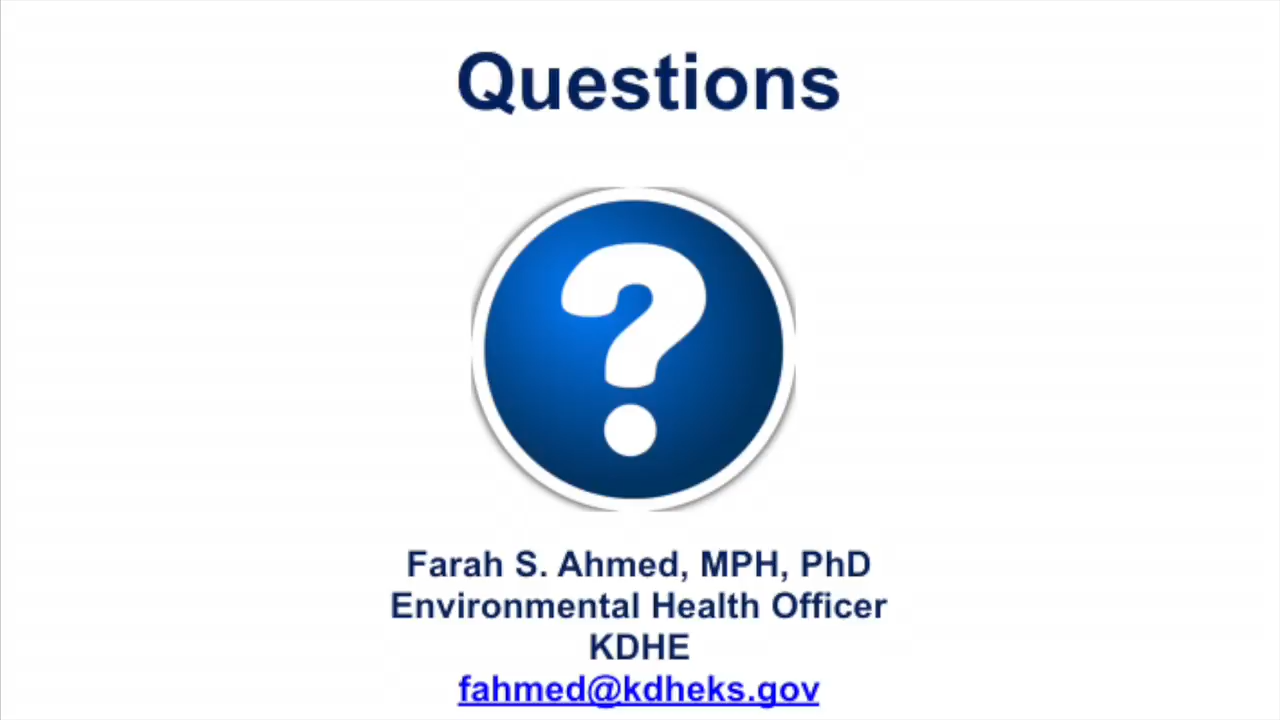 Questions
?
Farah S. Ahmed, MPH, PhD
Environmental Health Officer
KDHE
fahmed@kdheks.gov